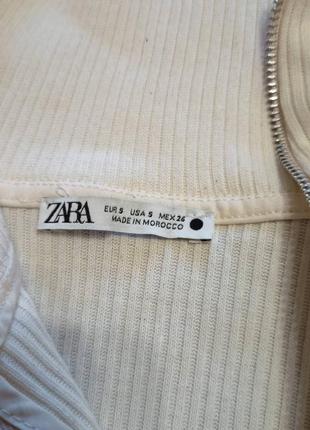 ZARA
EUR S USA S MEX 26
MADE IN MOROCCO